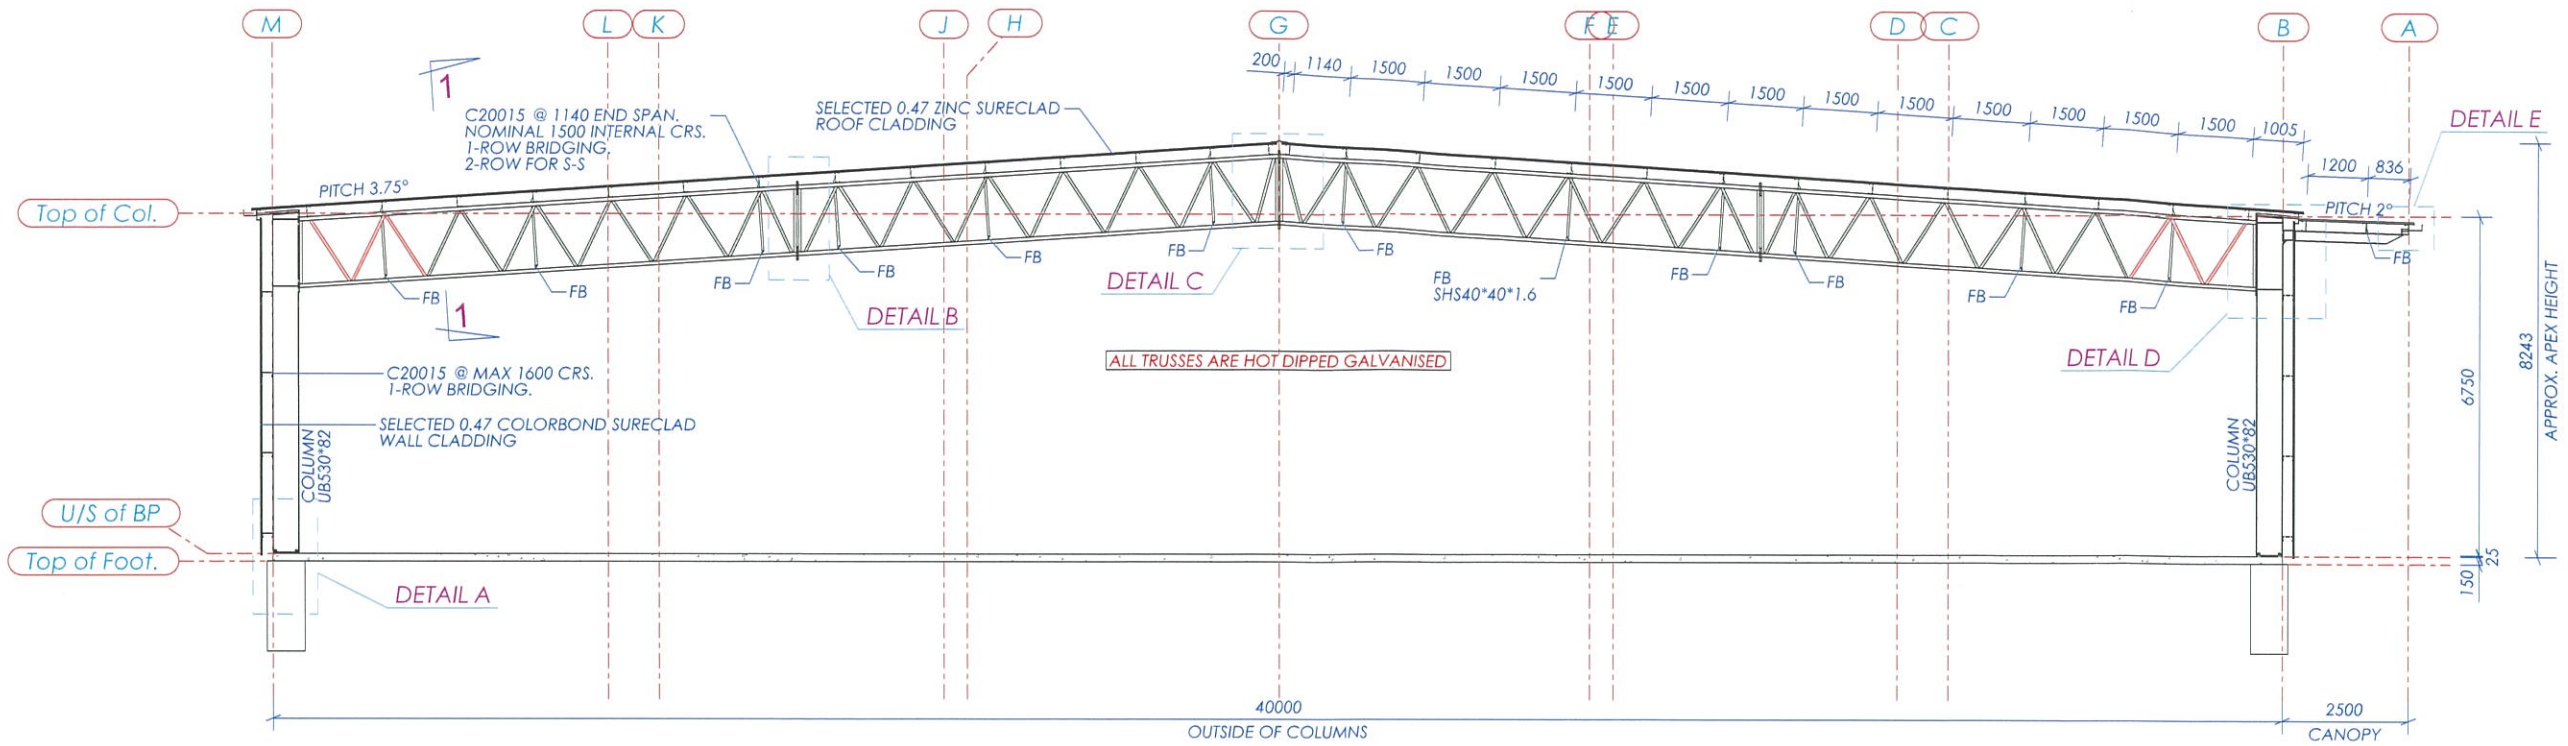 M
L
K
J
H
G
F
E
D
C
B
A
200
1140
1500
1500
1500
1500
1500
1500
1500
1500
1500
1500
1500
1500
1005
1200
836
1
C20015 @ 1140 END SPAN.
NOMINAL 1500 INTERNAL CRS.
1-ROW BRIDGING.
2-ROW FOR S-S
SELECTED 0.47 ZINC SURECLAD
ROOF CLADDING
DETAIL E
PITCH 3.75°
PITCH 2°
Top of Col.
FB
FB
FB
FB
FB
FB
FB
FB
SHS40*40*1.6
FB
FB
FB
FB
FB
1
DETAIL B
DETAIL C
DETAIL D
ALL TRUSSES ARE HOT DIPPED GALVANISED
C20015 @ MAX 1600 CRS.
1-ROW BRIDGING.
SELECTED 0.47 COLORBOND SURECLAD
WALL CLADDING
COLUMN
UB530*82
COLUMN
UB530*82
6750
8243
APPROX. APEX HEIGHT
U/S of BP
Top of Foot.
25
150
DETAIL A
40000
OUTSIDE OF COLUMNS
2500
CANOPY